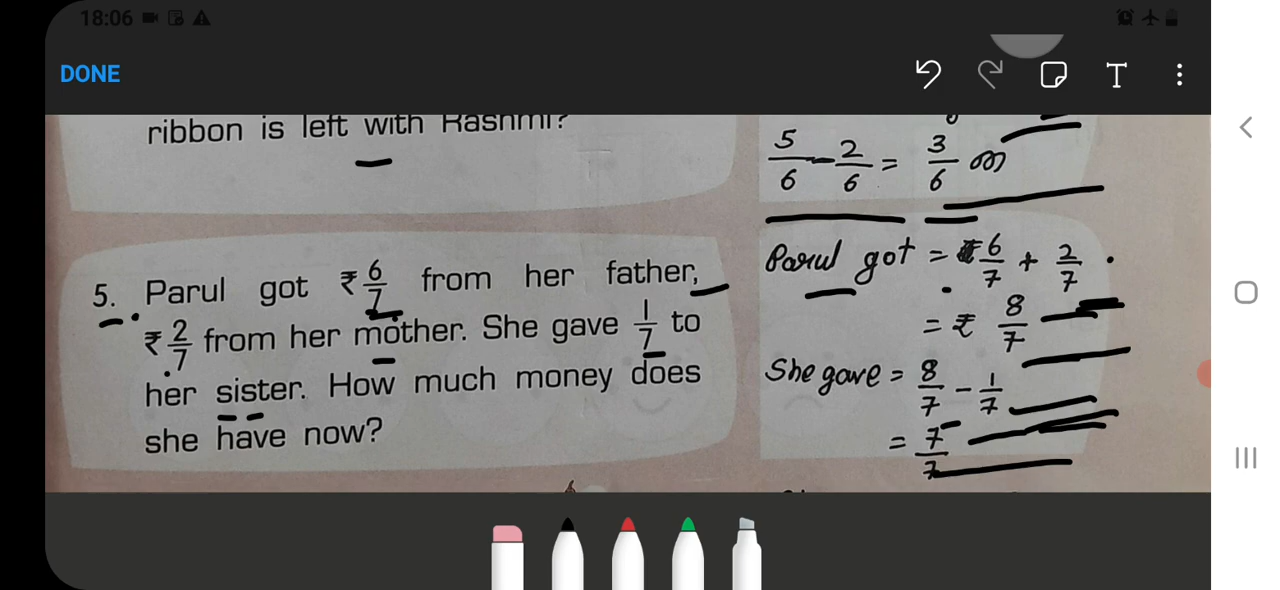 18:06
DONE
T
ribbon is left with Rashmi?
5/6 - 2/6 = 3/6 m
5. Parul got ₹ 6/7 from her father,
₹ 2/7 from her mother. She gave 1/7 to
her sister. How much money does
she have now?
Parul got = ₹ 6/7 + 2/7
= ₹ 8/7
She gave = 8/7 - 1/7
= 7/7